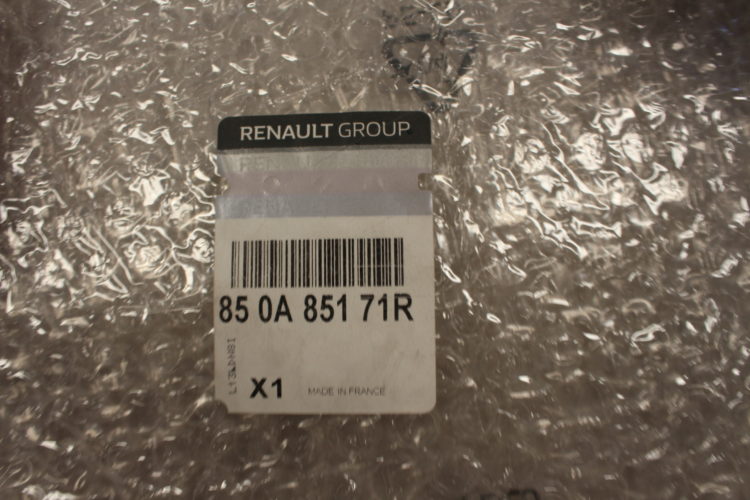 RENAULT GROUP
85 0A 851 71R
X1
MADE IN FRANCE